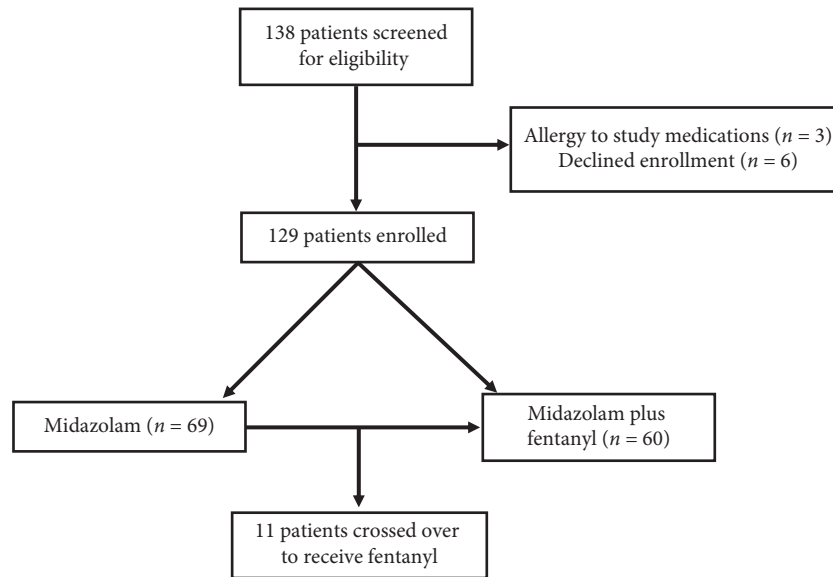 138 patients screened
for eligibility
Allergy to study medications (n = 3)
Declined enrollment (n = 6)
129 patients enrolled
Midazolam (n = 69)
Midazolam plus
fentanyl (n = 60)
11 patients crossed over
to receive fentanyl